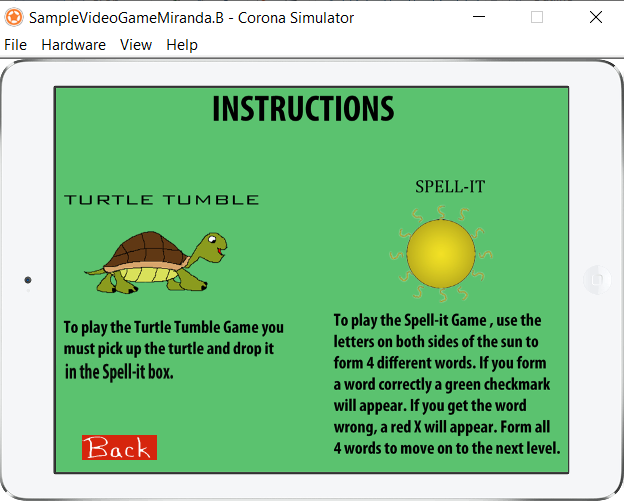 SampleVideoGameMiranda.B - Corona Simulator
File Hardware View Help
INSTRUCTIONS
TURTLE TUMBLE
To play the Turtle Tumble Game you
must pick up the turtle and drop it
in the Spell-it box.
SPELL-IT
To play the Spell-it Game , use the
letters on both sides of the sun to
form 4 different words. If you form
a word correctly a green checkmark
will appear. If you get the word
wrong, a red X will appear. Form all
4 words to move on to the next level.
Back